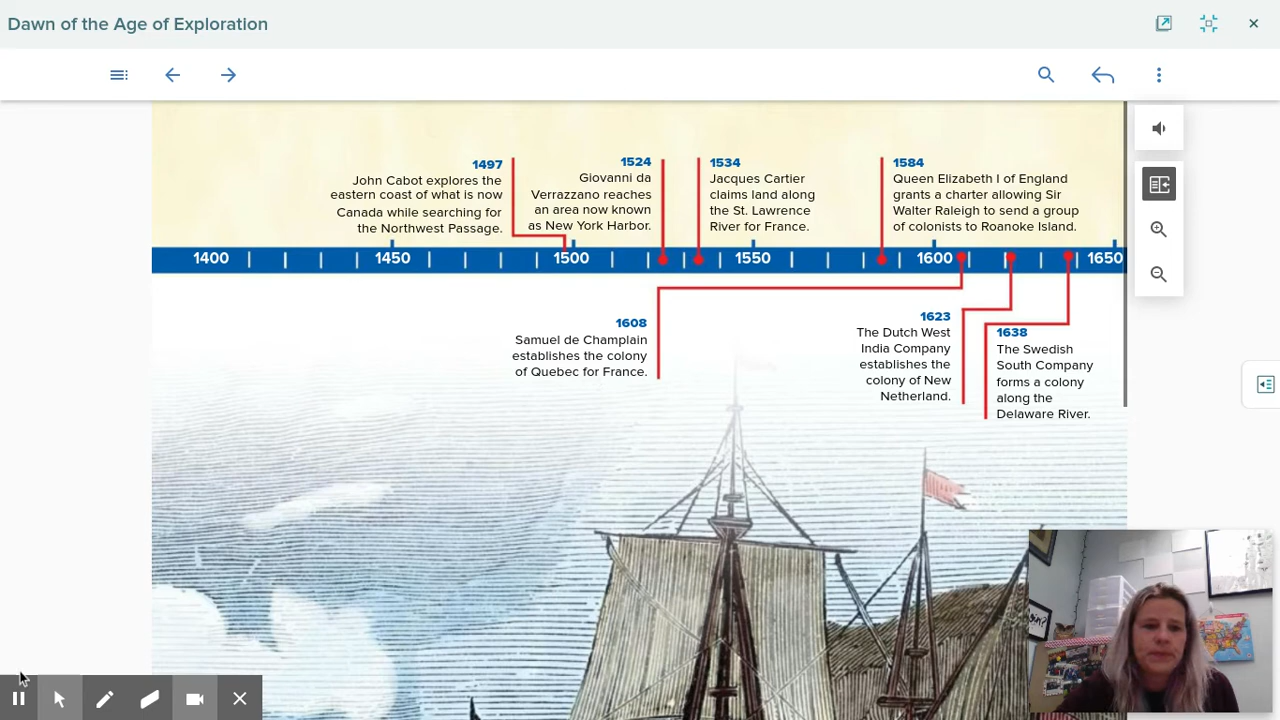 Dawn of the Age of Exploration
1497
John Cabot explores the
eastern coast of what is now
Canada while searching for
the Northwest Passage.
1524
Giovanni da
Verrazzano reaches
an area now known
as New York Harbor.
1534
Jacques Cartier
claims land along
the St. Lawrence
River for France.
1584
Queen Elizabeth I of England
grants a charter allowing Sir
Walter Raleigh to send a group
of colonists to Roanoke Island.
1400 1450 1500 1550 1600 1650
1608
Samuel de Champlain
establishes the colony
of Quebec for France.
1623
The Dutch West
India Company
establishes the
colony of New
Netherland.
1638
The Swedish
South Company
forms a colony
along the
Delaware River.